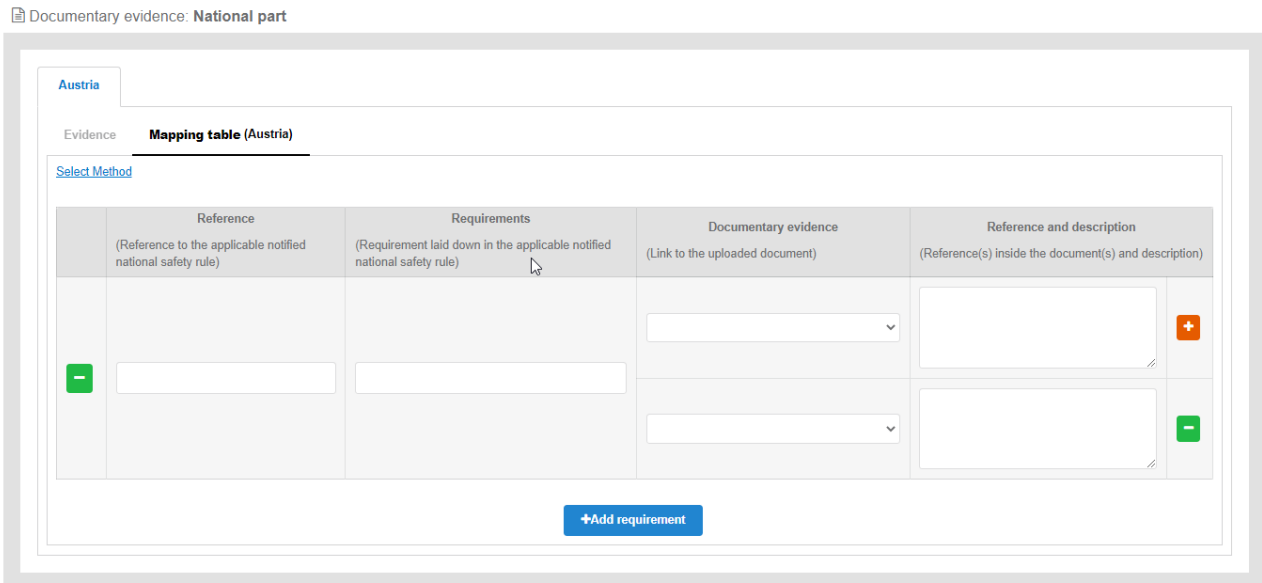 Documentary evidence: National part
Austria
Evidence
Mapping table (Austria)
Select Method
Reference
(Reference to the applicable notified
national safety rule)
Requirements
(Requirement laid down in the applicable notified
national safety rule)
Documentary evidence
(Link to the uploaded document)
Reference and description
(Reference(s) inside the document(s) and description)
+Add requirement